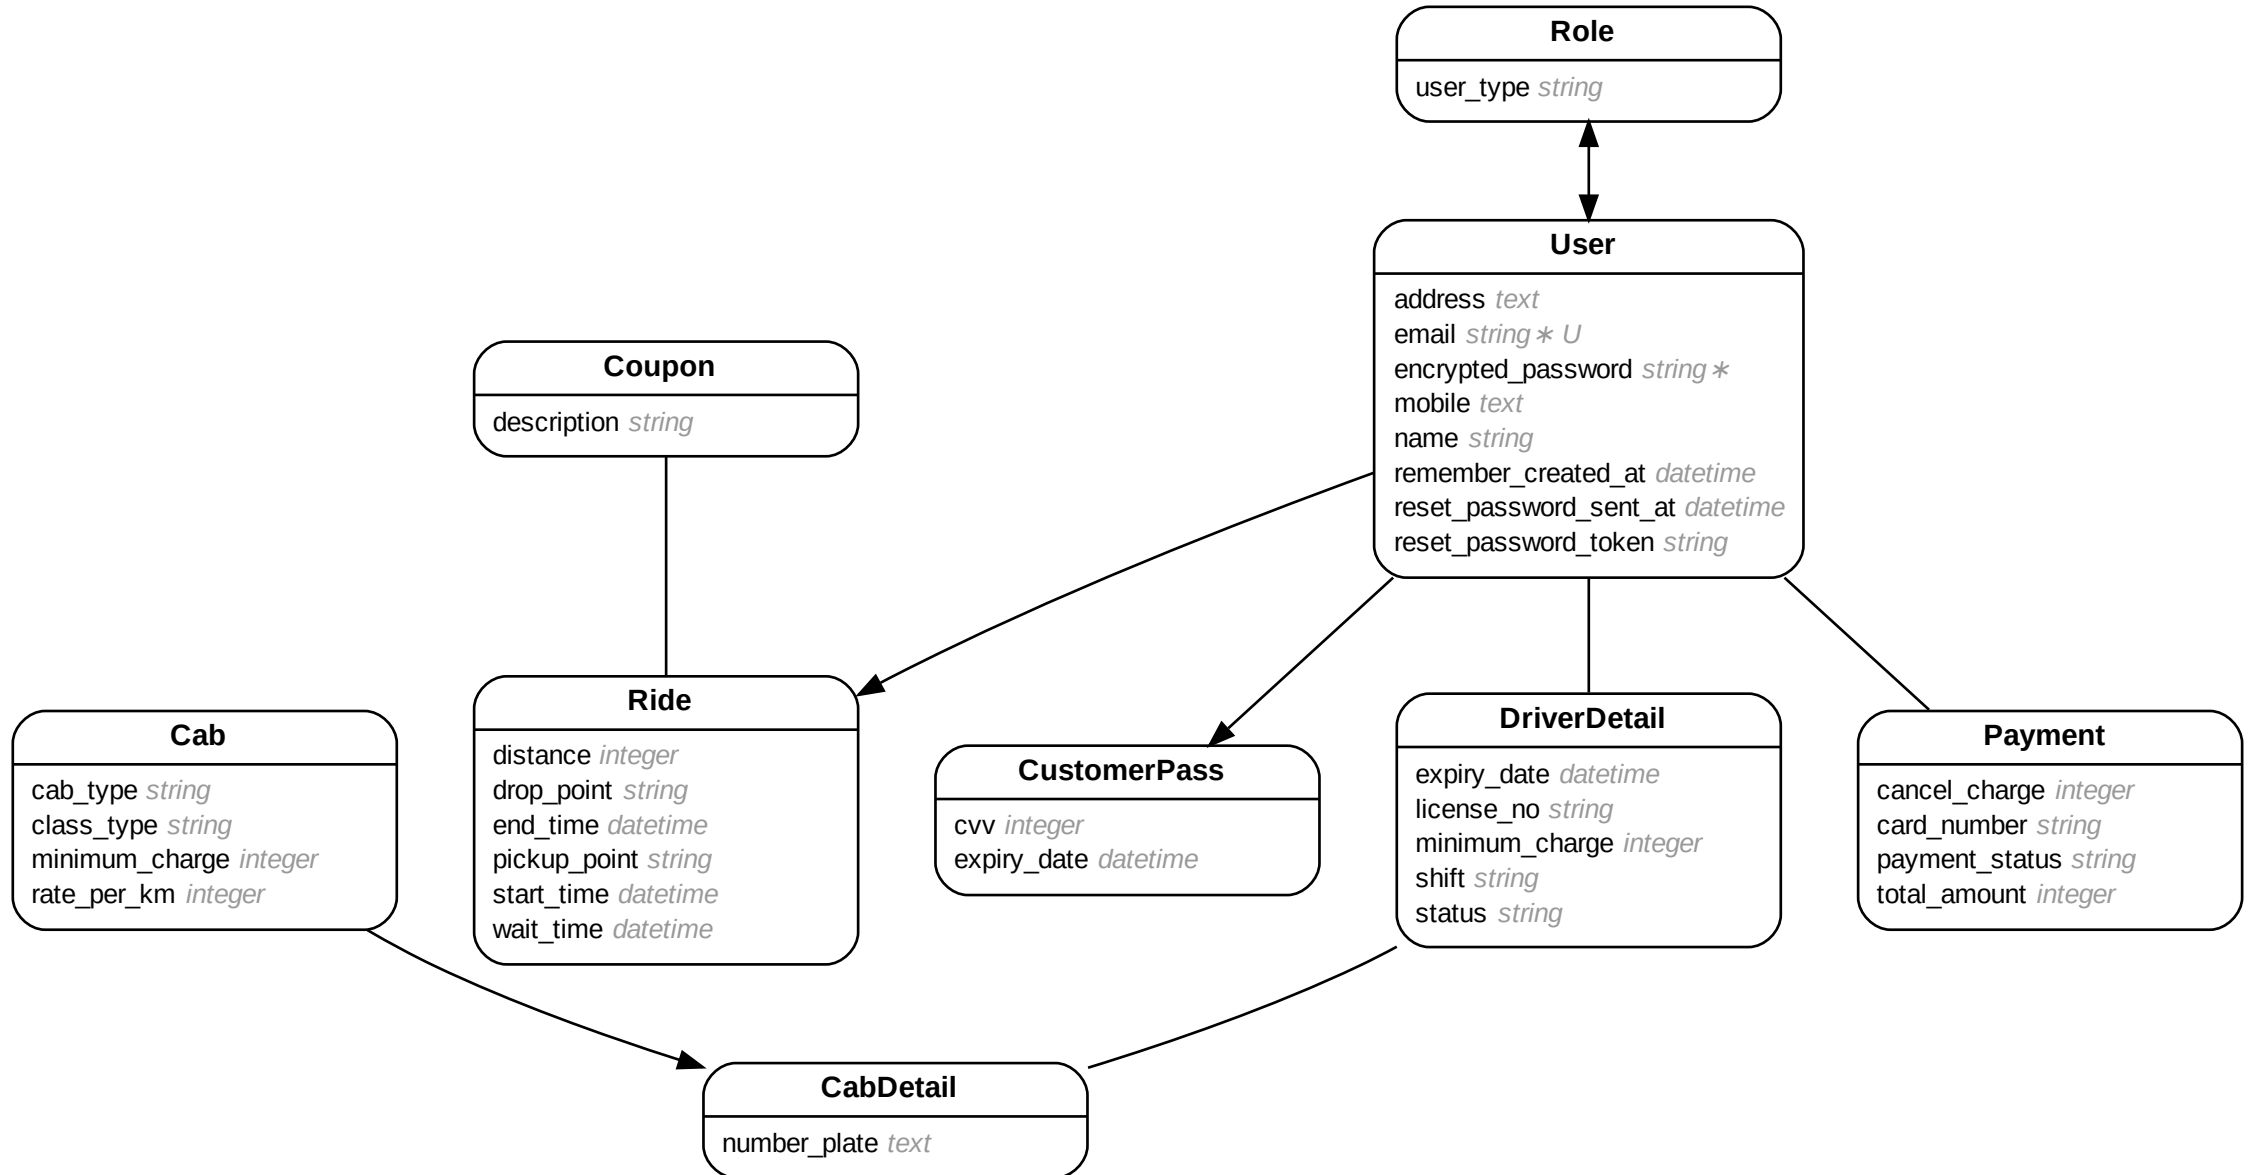 Role
user_type string
User
address text
email string∗ U
encrypted_password string∗
mobile text
name string
remember_created_at datetime
reset_password_sent_at datetime
reset_password_token string
Coupon
description string
Cab
cab_type string
class_type string
minimum_charge integer
rate_per_km integer
Ride
distance integer
drop_point string
end_time datetime
pickup_point string
start_time datetime
wait_time datetime
CustomerPass
cvv integer
expiry_date datetime
DriverDetail
expiry_date datetime
license_no string
minimum_charge integer
shift string
status string
Payment
cancel_charge integer
card_number string
payment_status string
total_amount integer
CabDetail
number_plate text